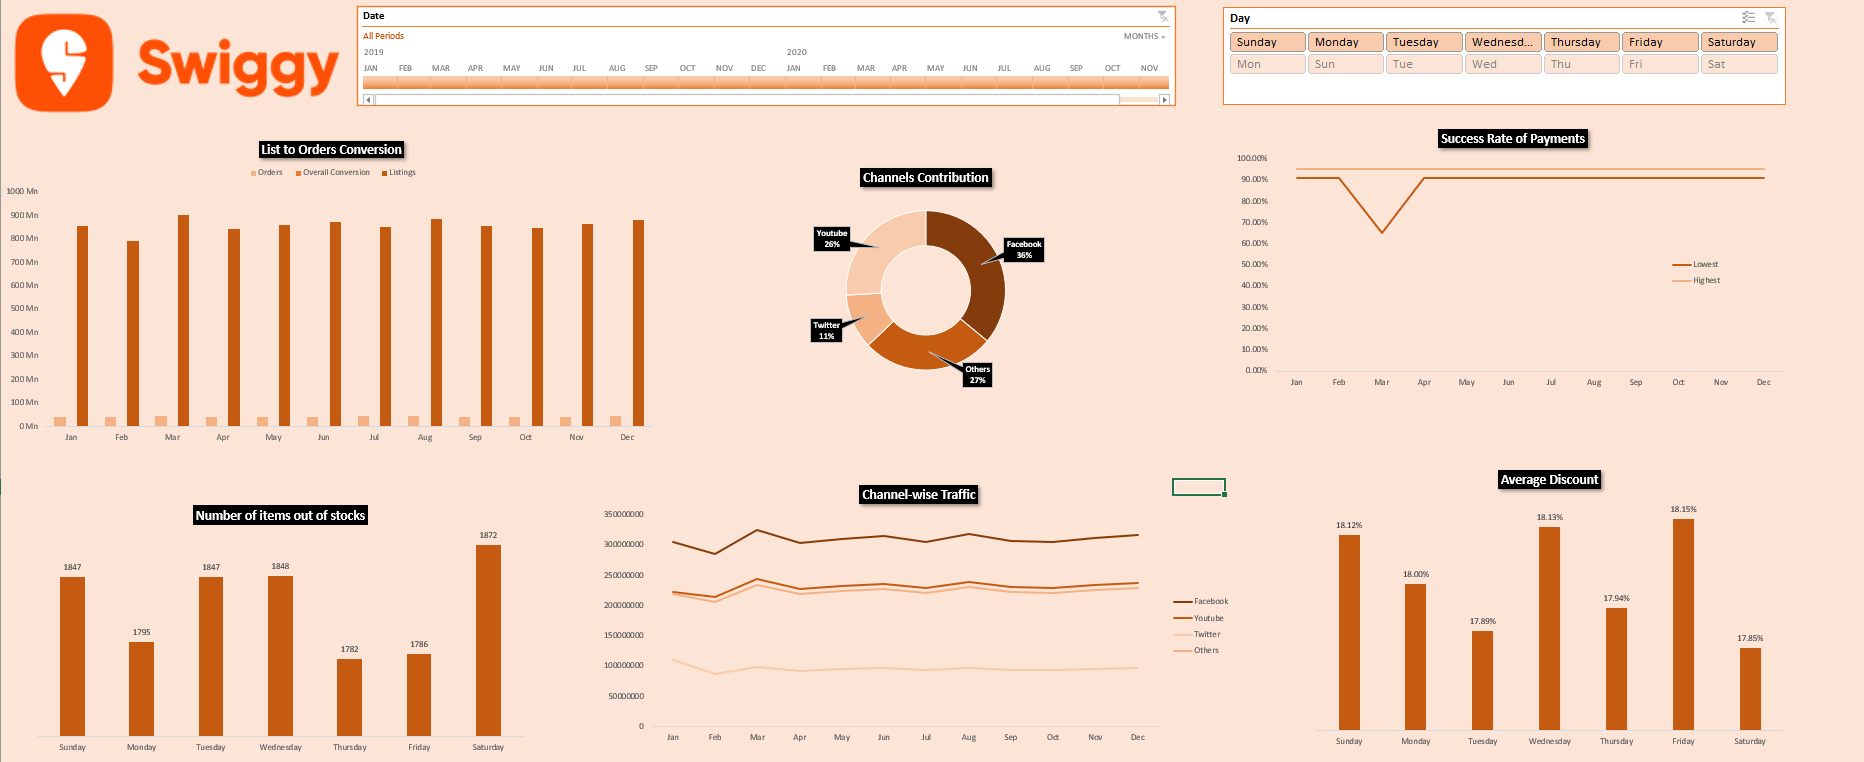 Swiggy
Date
All Periods
MONTHS
2019 2020
JAN FEB MAR APR MAY JUN JUL AUG SEP OCT NOV DEC JAN FEB MAR APR MAY JUN JUL AUG SEP OCT NOV
Day
Sunday Monday Tuesday Wednesd... Thursday Friday Saturday
Mon Sun Tue Wed Thu Fri Sat
List to Orders Conversion
Orders Overall Conversion Listings
1000 Mn
900 Mn
800 Mn
700 Mn
600 Mn
500 Mn
400 Mn
300 Mn
200 Mn
100 Mn
0 Mn
Jan Feb Mar Apr May Jun Jul Aug Sep Oct Nov Dec
Channels Contribution
Youtube
26%
Facebook
36%
Twitter
11%
Others
27%
Success Rate of Payments
100.00%
90.00%
80.00%
70.00%
60.00%
50.00%
40.00%
30.00%
20.00%
10.00%
0.00%
Lowest
Highest
Jan Feb Mar Apr May Jun Jul Aug Sep Oct Nov Dec
Number of items out of stocks
1847 1795 1847 1848 1782 1786 1872
Sunday Monday Tuesday Wednesday Thursday Friday Saturday
Channel-wise Traffic
350000000
300000000
250000000
200000000
150000000
100000000
50000000
0
Jan Feb Mar Apr May Jun Jul Aug Sep Oct Nov Dec
Facebook
Youtube
Twitter
Others
Average Discount
18.12% 18.00% 17.89% 18.13% 17.94% 18.15% 17.85%
Sunday Monday Tuesday Wednesday Thursday Friday Saturday